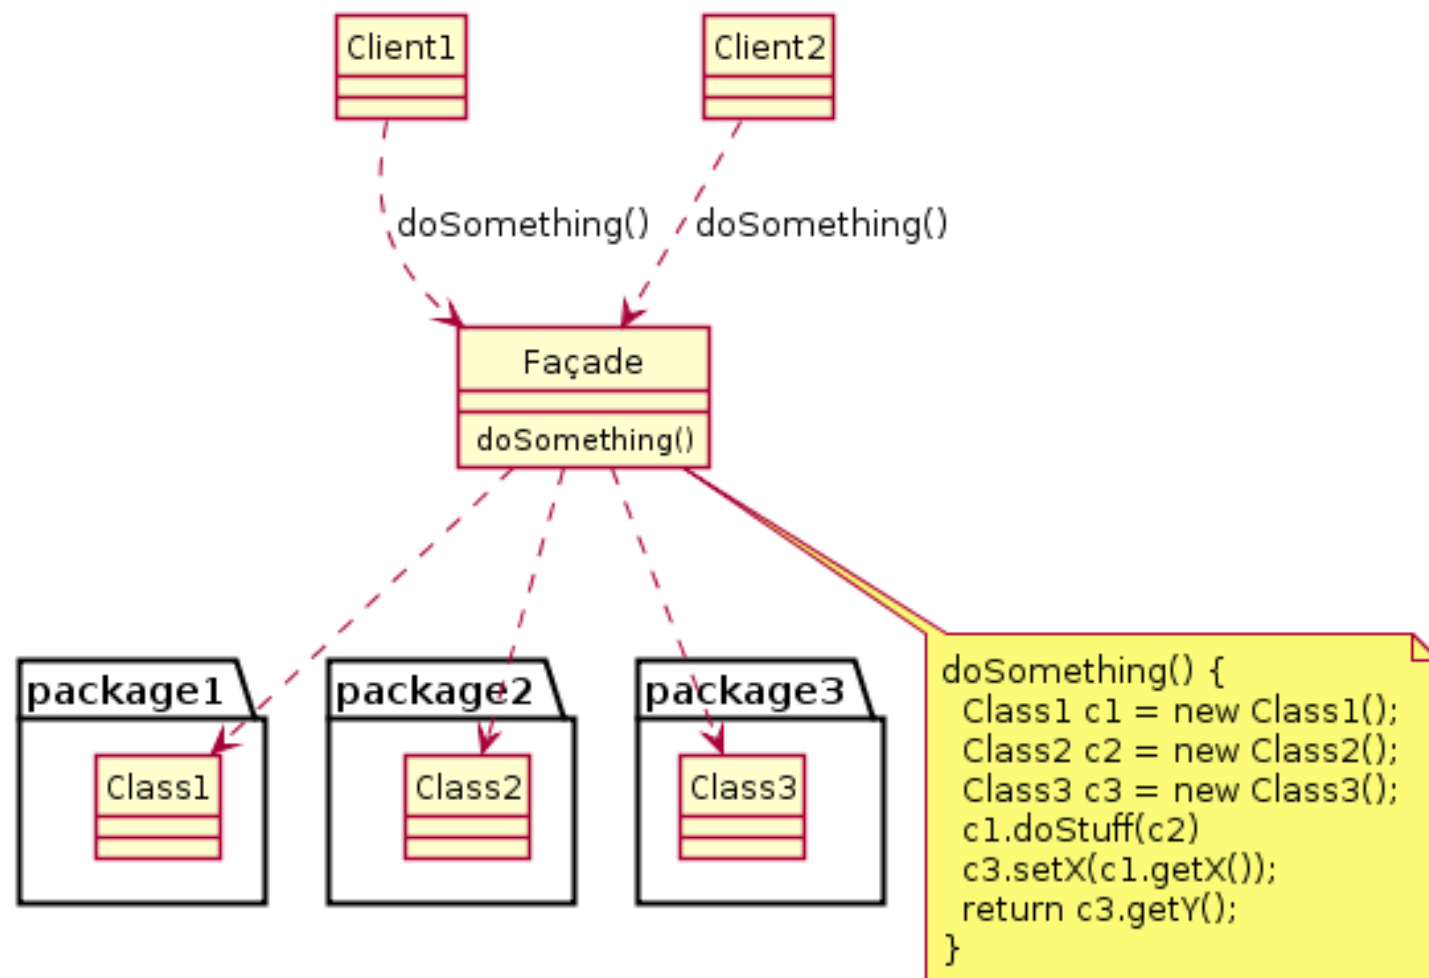 Client1
Client2
doSomething()
doSomething()
Façade
doSomething()
package1
package2
package3
Class1
Class2
Class3
doSomething() {
Class1 c1 = new Class1();
Class2 c2 = new Class2();
Class3 c3 = new Class3();
c1.doStuff(c2)
c3.setX(c1.getX());
return c3.getY();
}